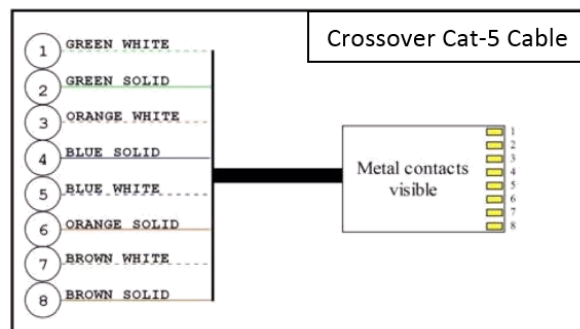 Crossover Cat-5 Cable
1 GREEN WHITE
2 GREEN SOLID
3 ORANGE WHITE
4 BLUE SOLID
5 BLUE WHITE
6 ORANGE SOLID
7 BROWN WHITE
8 BROWN SOLID
Metal contacts
visible
1
2
3
4
5
6
7
8